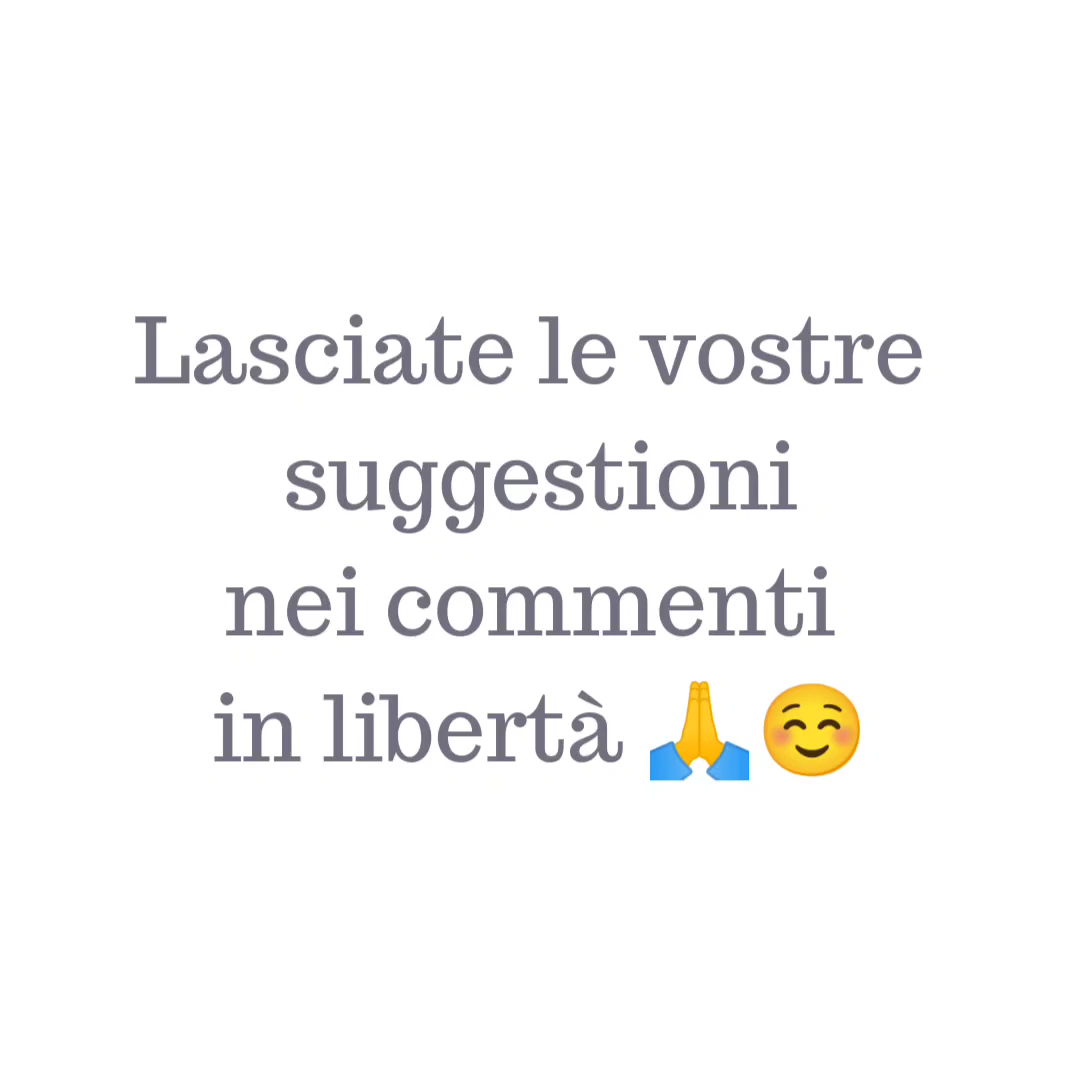 Lasciate le vostre
suggestioni
nei commenti
in libertà 🙏☺️